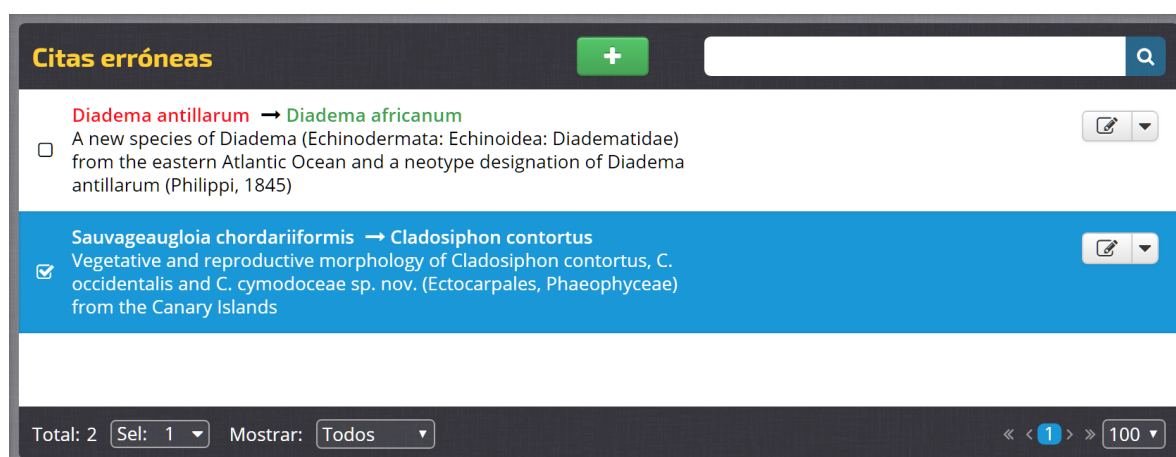 Citas erróneas
Diadema antillarum → Diadema africanum
A new species of Diadema (Echinodermata: Echinoidea: Diadematidae)
from the eastern Atlantic Ocean and a neotype designation of Diadema
antillarum (Philippi, 1845)
Sauvageaugloia chordariiformis → Cladosiphon contortus
Vegetative and reproductive morphology of Cladosiphon contortus, C.
occidentalis and C. cymodoceae sp. nov. (Ectocarpales, Phaeophyceae)
from the Canary Islands
Total: 2 Sel: 1 Mostrar: Todos « < 1 > » 100